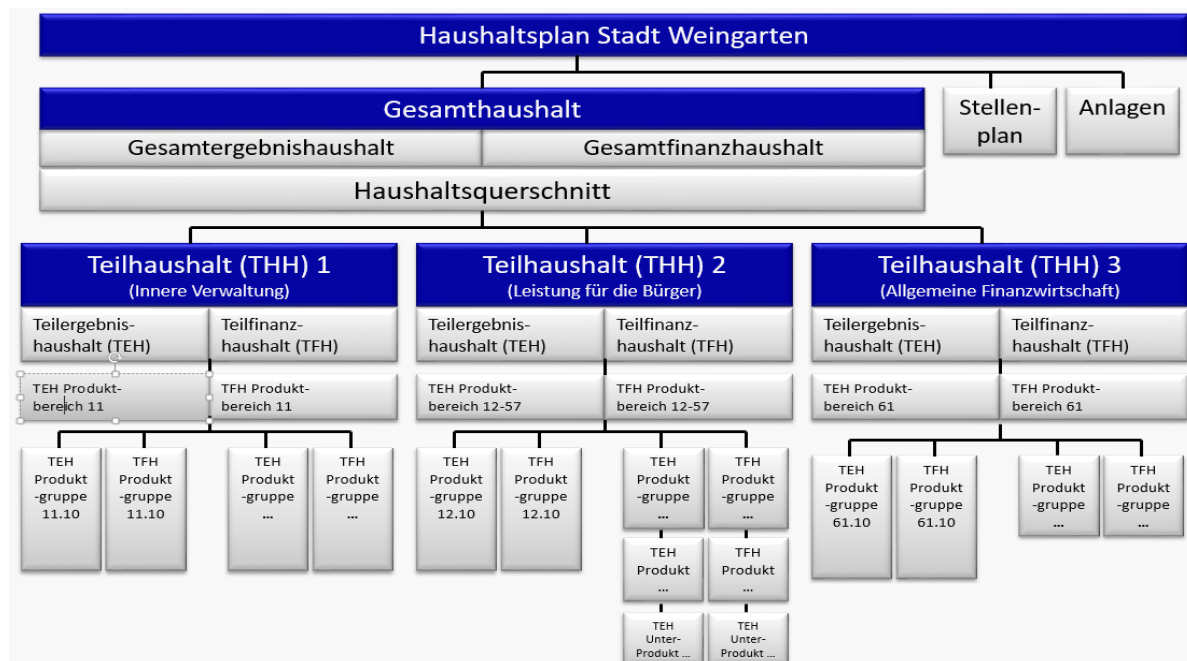 Haushaltsplan Stadt Weingarten
Gesamthaushalt
Stellen-
plan
Anlagen
Gesamtergebnishaushalt
Gesamtfinanzhaushalt
Haushaltsquerschnitt
Teilhaushalt (THH) 1
(Innere Verwaltung)
Teilergebnis-
haushalt (TEH)
Teilfinanz-
haushalt (TFH)
TEH Produkt-
bereich 11
TFH Produkt-
bereich 11
TEH
Produkt
-gruppe
11.10
TFH
Produkt
-gruppe
11.10
TEH
Produkt
-gruppe
...
TFH
Produkt
-gruppe
...
Teilhaushalt (THH) 2
(Leistung für die Bürger)
Teilergebnis-
haushalt (TEH)
Teilfinanz-
haushalt (TFH)
TEH Produkt-
bereich 12-57
TFH Produkt-
bereich 12-57
TEH
Produkt
-gruppe
12.10
TFH
Produkt
-gruppe
12.10
TEH
Produkt
-gruppe
...
TFH
Produkt
-gruppe
...
TEH
Produkt
...
TFH
Produkt
...
TEH
Unter-
Produkt ...
TEH
Unter-
Produkt ...
Teilhaushalt (THH) 3
(Allgemeine Finanzwirtschaft)
Teilergebnis-
haushalt (TEH)
Teilfinanz-
haushalt (TFH)
TEH Produkt-
bereich 61
TFH Produkt-
bereich 61
TEH
Produkt
-gruppe
61.10
TFH
Produkt
-gruppe
61.10
TEH
Produkt
-gruppe
...
TFH
Produkt
-gruppe
...